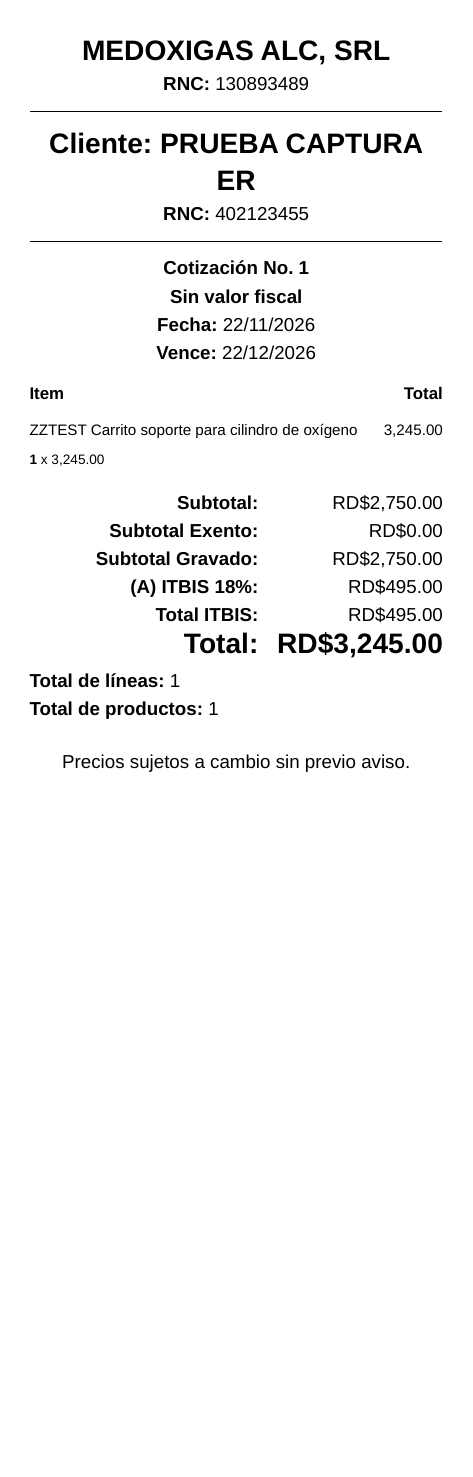 MEDOXIGAS ALC, SRL
RNC: 130893489
Cliente: PRUEBA CAPTURA
ER
RNC: 402123455
Cotización No. 1
Sin valor fiscal
Fecha: 22/11/2026
Vence: 22/12/2026
Item Total
ZZTEST Carrito soporte para cilindro de oxígeno 3,245.00
1 x 3,245.00
Subtotal: RD$2,750.00
Subtotal Exento: RD$0.00
Subtotal Gravado: RD$2,750.00
(A) ITBIS 18%: RD$495.00
Total ITBIS: RD$495.00
Total: RD$3,245.00
Total de líneas: 1
Total de productos: 1
Precios sujetos a cambio sin previo aviso.